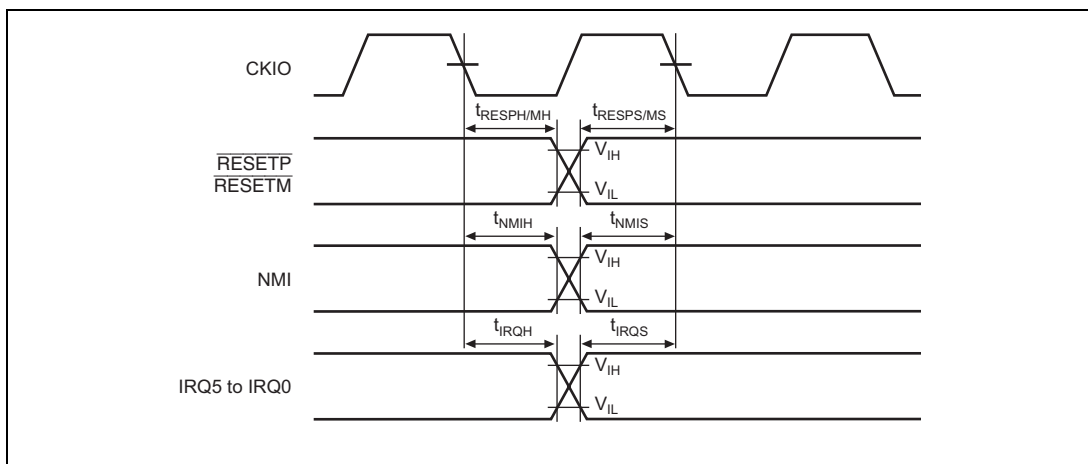 CKIO
tRESPH/MH tRESPS/MS
VIH
RESETP
RESETM
VIL
tNMIH tNMIS
VIH
NMI
VIL
tIRQH tIRQS
VIH
IRQ5 to IRQ0
VIL